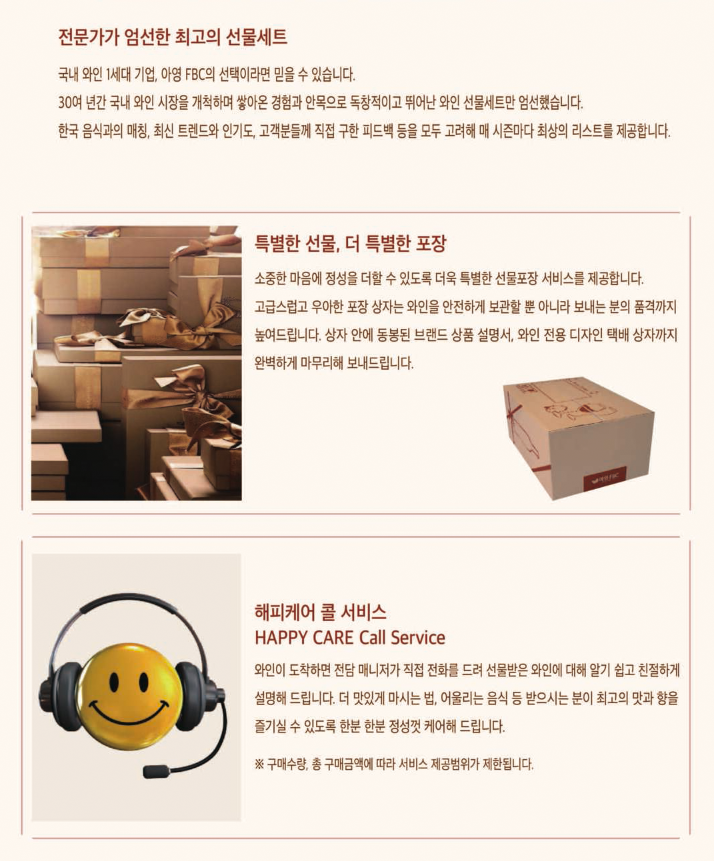 전문가가 엄선한 최고의 선물세트
국내 와인 1세대 기업, 아영 FBC의 선택이라면 믿을 수 있습니다.
30여 년간 국내 와인 시장을 개척하며 쌓아온 경험과 안목으로 독창적이고 뛰어난 와인 선물세트만 엄선했습니다.
한국 음식과의 매칭, 최신 트렌드와 인기도, 고객분들께 직접 구한 피드백 등을 모두 고려해 매 시즌마다 최상의 리스트를 제공합니다.
특별한 선물, 더 특별한 포장
소중한 마음에 정성을 더할 수 있도록 더욱 특별한 선물포장 서비스를 제공합니다.
고급스럽고 우아한 포장 상자는 와인을 안전하게 보관할 뿐 아니라 보내는 분의 품격까지
높여드립니다. 상자 안에 동봉된 브랜드 상품 설명서, 와인 전용 디자인 택배 상자까지
완벽하게 마무리해 보내드립니다.
해피케어 콜 서비스
HAPPY CARE Call Service
와인이 도착하면 전담 매니저가 직접 전화를 드려 선물받은 와인에 대해 알기 쉽고 친절하게
설명해 드립니다. 더 맛있게 마시는 법, 어울리는 음식 등 받으시는 분이 최고의 맛과 향을
즐기실 수 있도록 한분 한분 정성껏 케어해 드립니다.
※ 구매수량, 총 구매금액에 따라 서비스 제공범위가 제한됩니다.